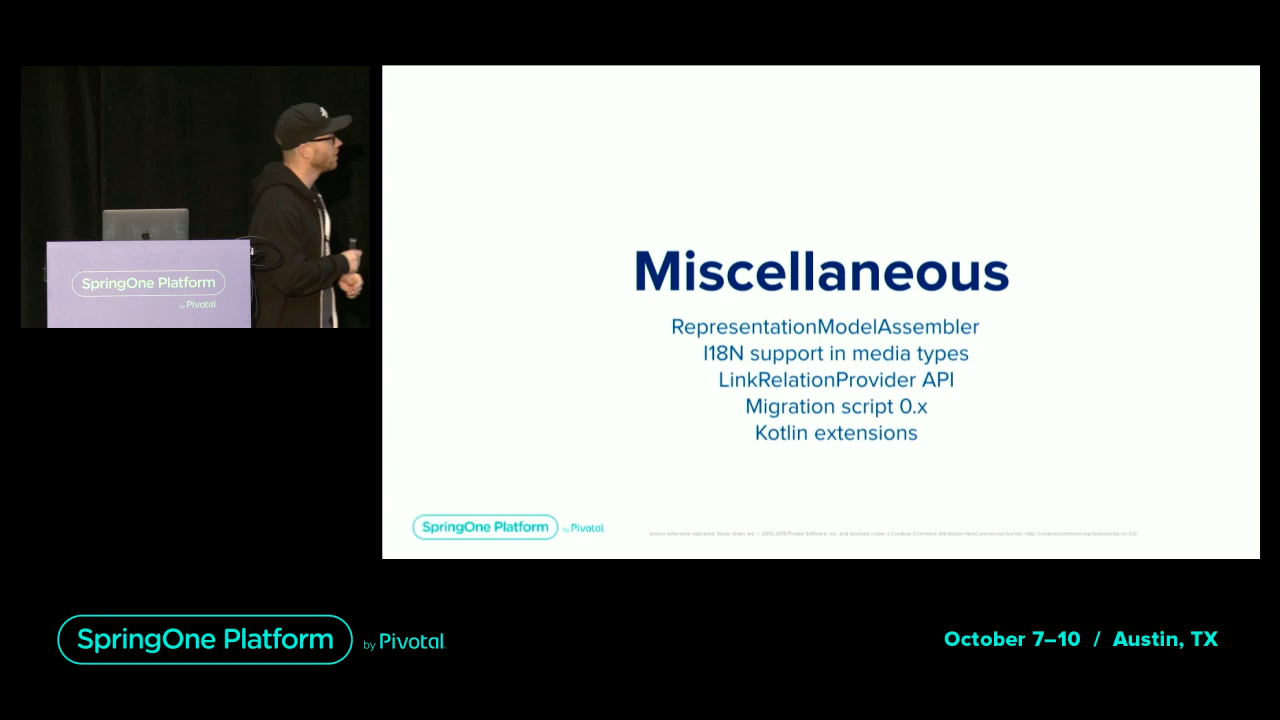 SpringOne Platform
by Pivotal
Miscellaneous
RepresentationModelAssembler
I18N support in media types
LinkRelationProvider API
Migration script 0.x
Kotlin extensions
SpringOne Platform by Pivotal
SpringOne Platform by Pivotal
October 7–10 / Austin, TX